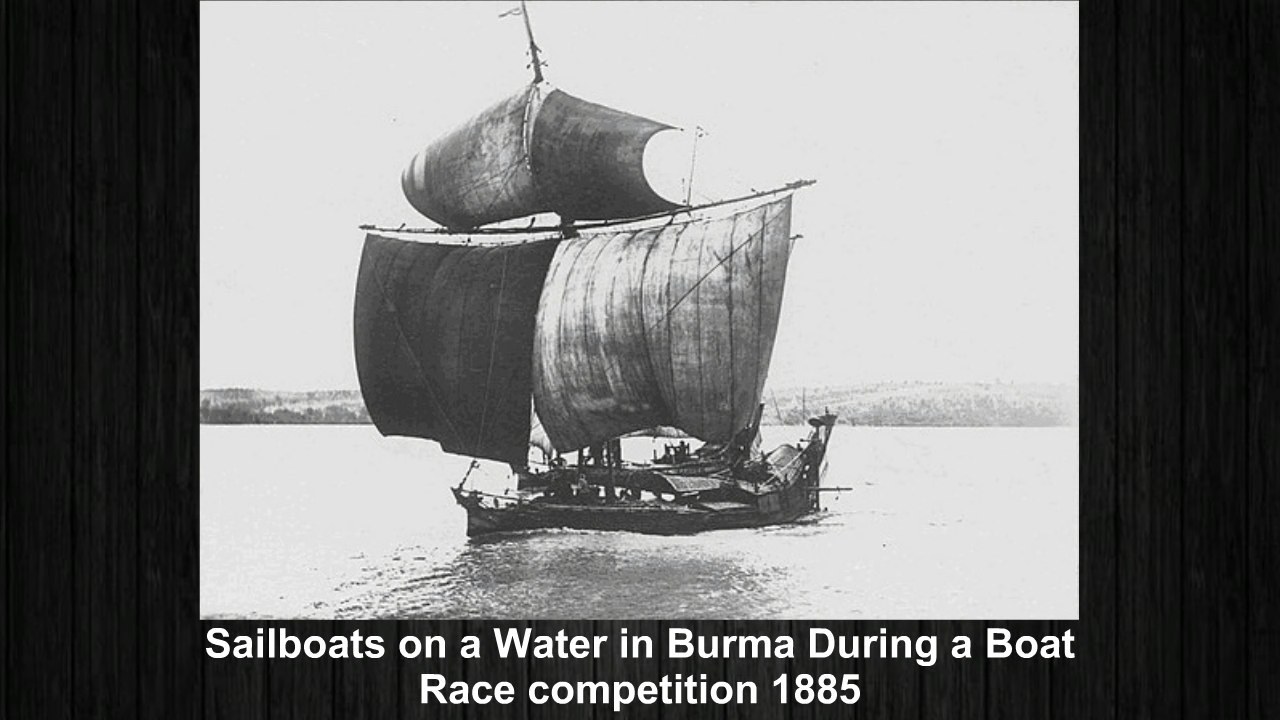 Sailboats on a Water in Burma During a Boat
Race competition 1885